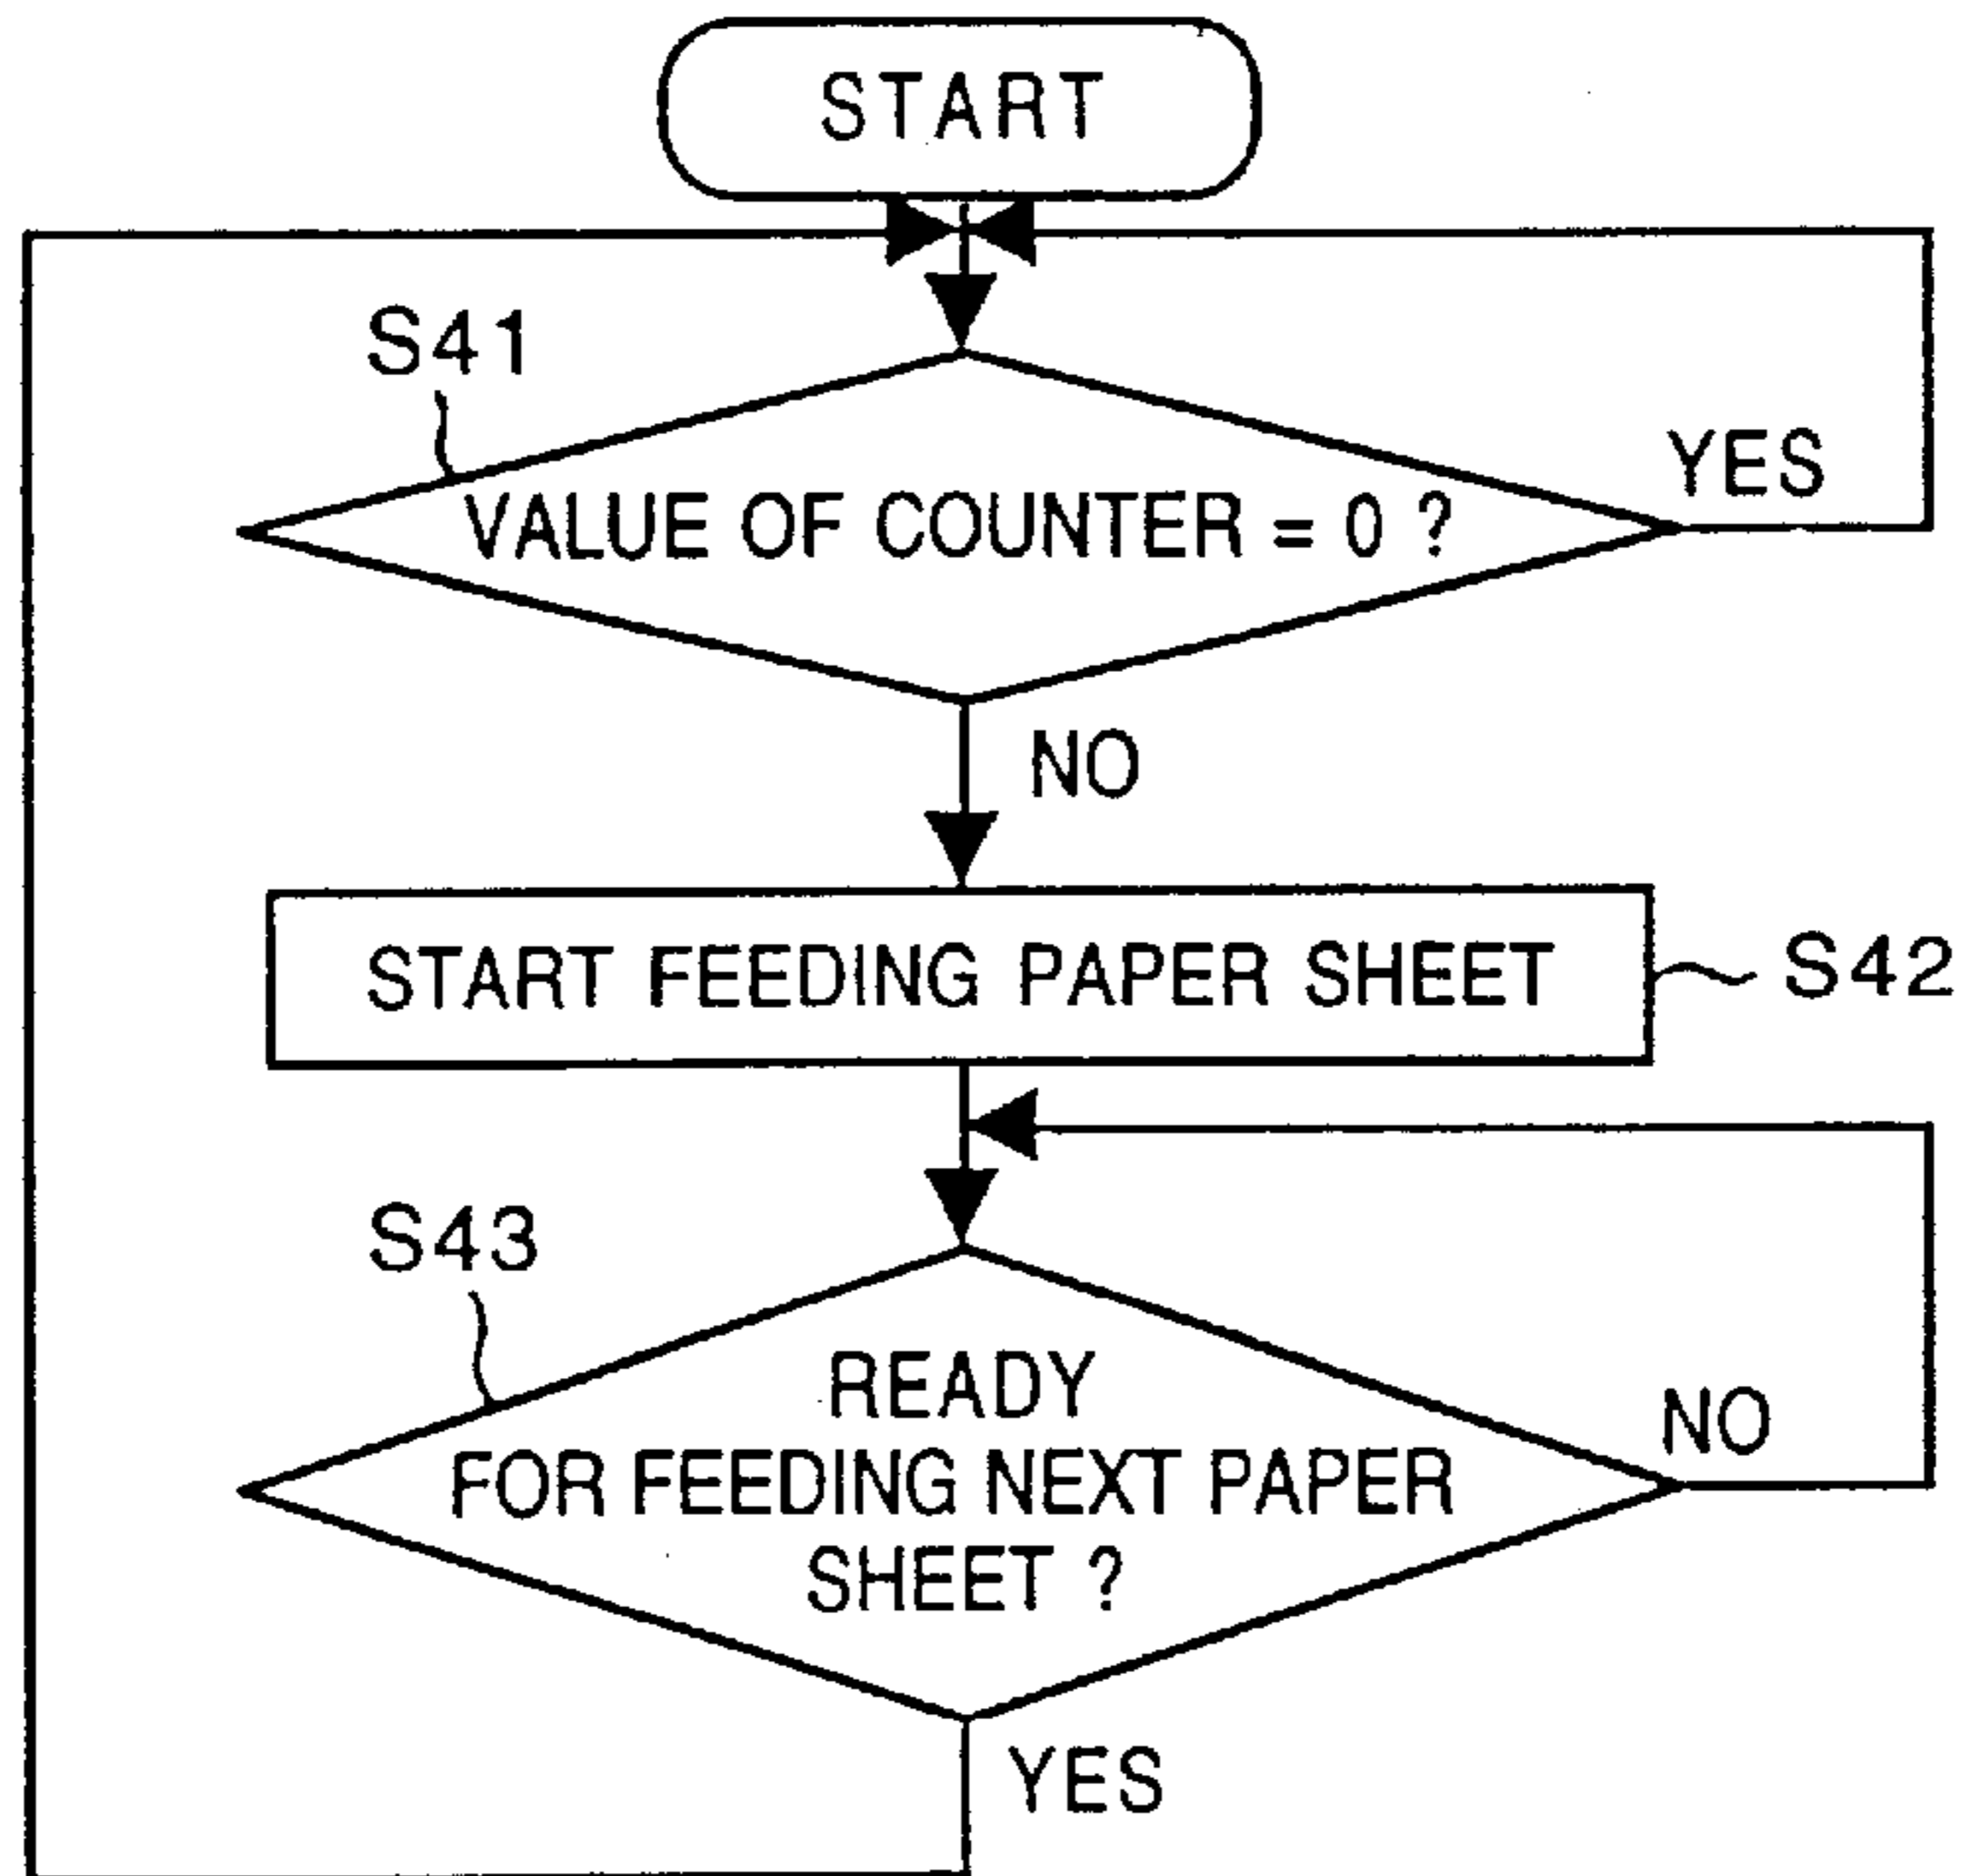 START
S41
YES
VALUE OF COUNTER = 0 ?
NO
START FEEDING PAPER SHEET
S42
S43
READY
NO
FOR FEEDING NEXT PAPER
SHEET ?
YES